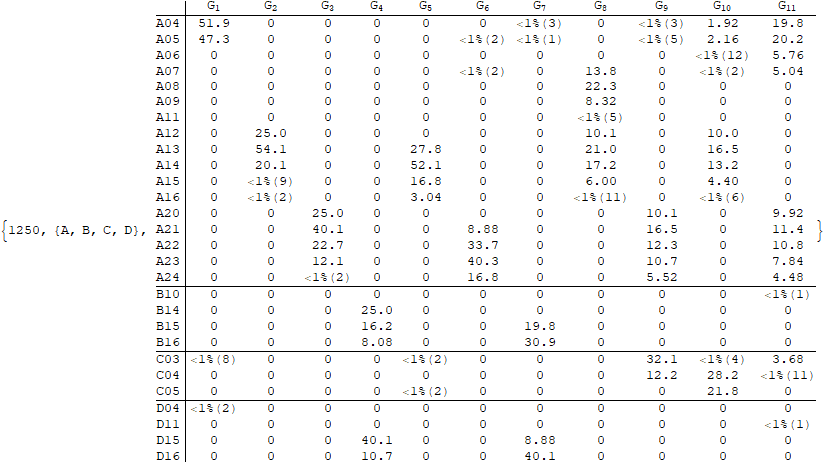 G1 G2 G3 G4 G5 G6 G7 G8 G9 G10 G11
A04 51.9 0 0 0 0 0 <1%(3) 0 <1%(3) 1.92 19.8
A05 47.3 0 0 0 0 <1%(2) <1%(1) 0 <1%(5) 2.16 20.2
A06 0 0 0 0 0 0 0 0 0 <1%(12) 5.76
A07 0 0 0 0 0 <1%(2) 0 13.8 0 <1%(2) 5.04
A08 0 0 0 0 0 0 0 22.3 0 0 0
A09 0 0 0 0 0 0 0 8.32 0 0 0
A11 0 0 0 0 0 0 0 <1%(5) 0 0 0
A12 0 25.0 0 0 0 0 0 10.1 0 10.0 0
A13 0 54.1 0 0 27.8 0 0 21.0 0 16.5 0
A14 0 20.1 0 0 52.1 0 0 17.2 0 13.2 0
A15 0 <1%(9) 0 0 16.8 0 0 6.00 0 4.40 0
A16 0 <1%(2) 0 0 3.04 0 0 <1%(11) 0 <1%(6) 0
A20 0 0 25.0 0 0 0 0 0 10.1 0 9.92
{1250, {A, B, C, D}, A21 0 0 40.1 0 0 8.88 0 0 16.5 0 11.4 }
A22 0 0 22.7 0 0 33.7 0 0 12.3 0 10.8
A23 0 0 12.1 0 0 40.3 0 0 10.7 0 7.84
A24 0 0 <1%(2) 0 0 16.8 0 0 5.52 0 4.48
B10 0 0 0 0 0 0 0 0 0 0 <1%(1)
B14 0 0 0 25.0 0 0 0 0 0 0 0
B15 0 0 0 16.2 0 0 19.8 0 0 0 0
B16 0 0 0 8.08 0 0 30.9 0 0 0 0
C03 <1%(8) 0 0 0 <1%(2) 0 0 0 32.1 <1%(4) 3.68
C04 0 0 0 0 0 0 0 0 12.2 28.2 <1%(11)
C05 0 0 0 0 <1%(2) 0 0 0 0 21.8 0
D04 <1%(2) 0 0 0 0 0 0 0 0 0 0
D11 0 0 0 0 0 0 0 0 0 0 <1%(1)
D15 0 0 0 40.1 0 0 8.88 0 0 0 0
D16 0 0 0 10.7 0 0 40.1 0 0 0 0